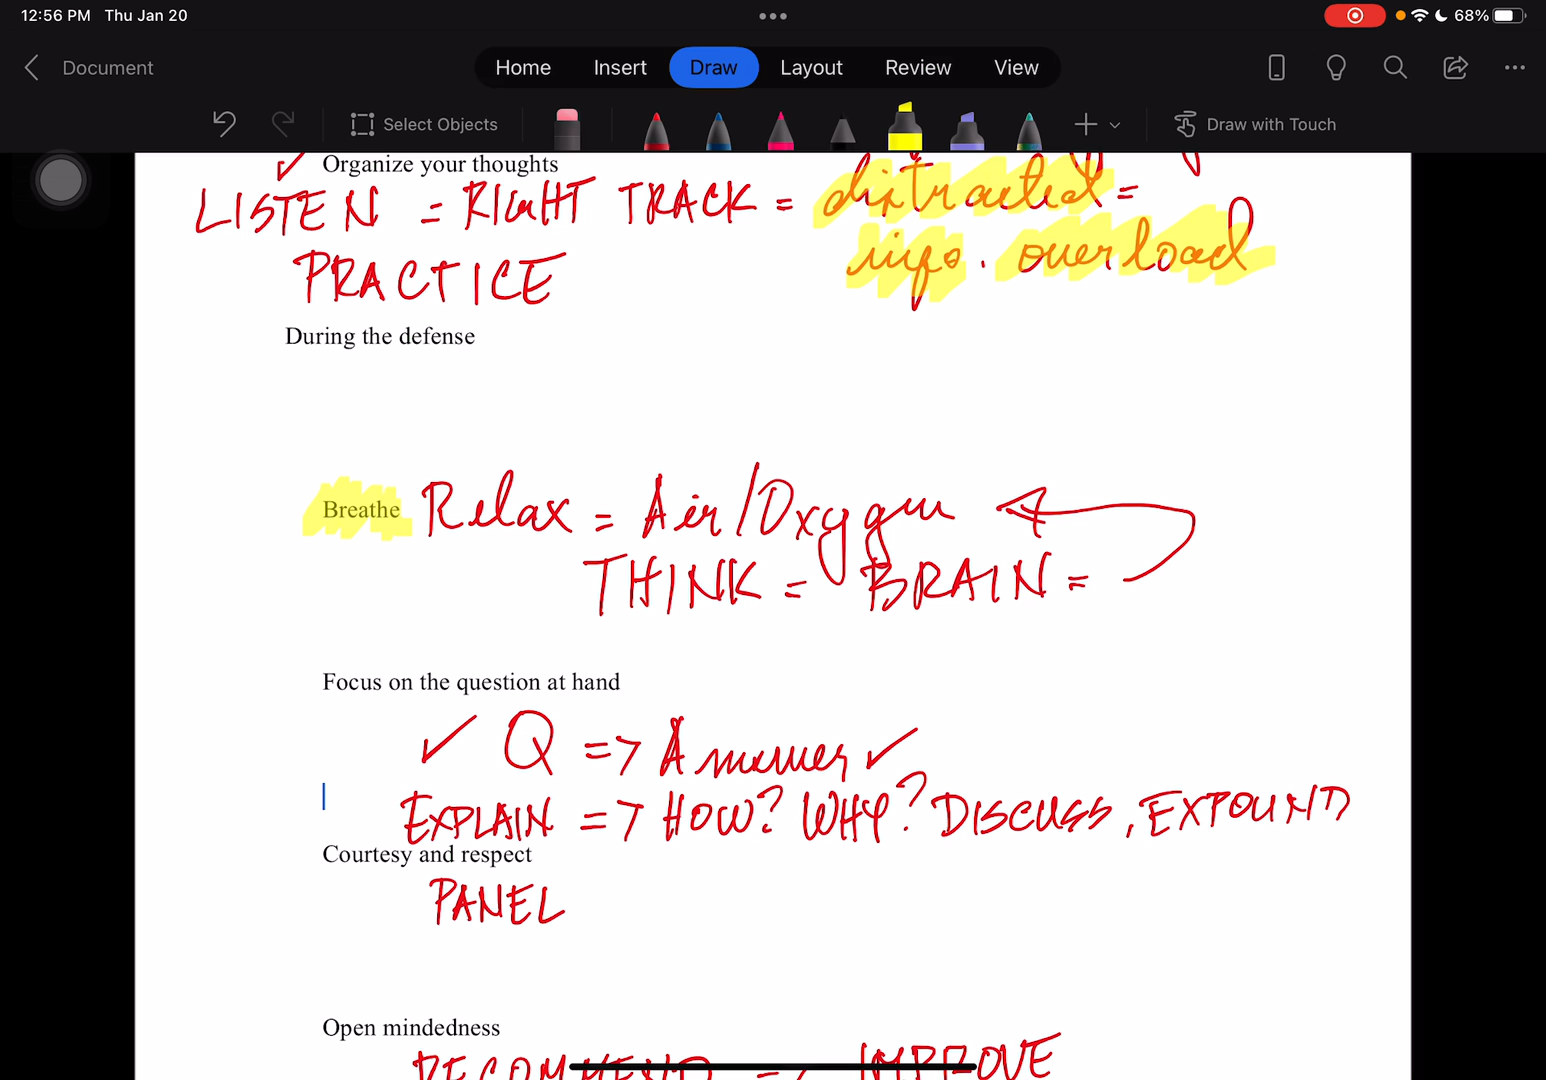 12:56 PM Thu Jan 20
68%
Document
Home Insert Draw Layout Review View
Select Objects
Draw with Touch
Organize your thoughts
LISTEN = RIGHT TRACK = distracted =
PRACTICE info. overload
During the defense
Breathe Relax = Air/Oxygen
THINK = BRAIN =
Focus on the question at hand
✓ Q => Answer ✓
EXPLAIN => HOW? WHY? DISCUSS, EXPOUND
Courtesy and respect
PANEL
Open mindedness
RECOMMEND => IMPROVE